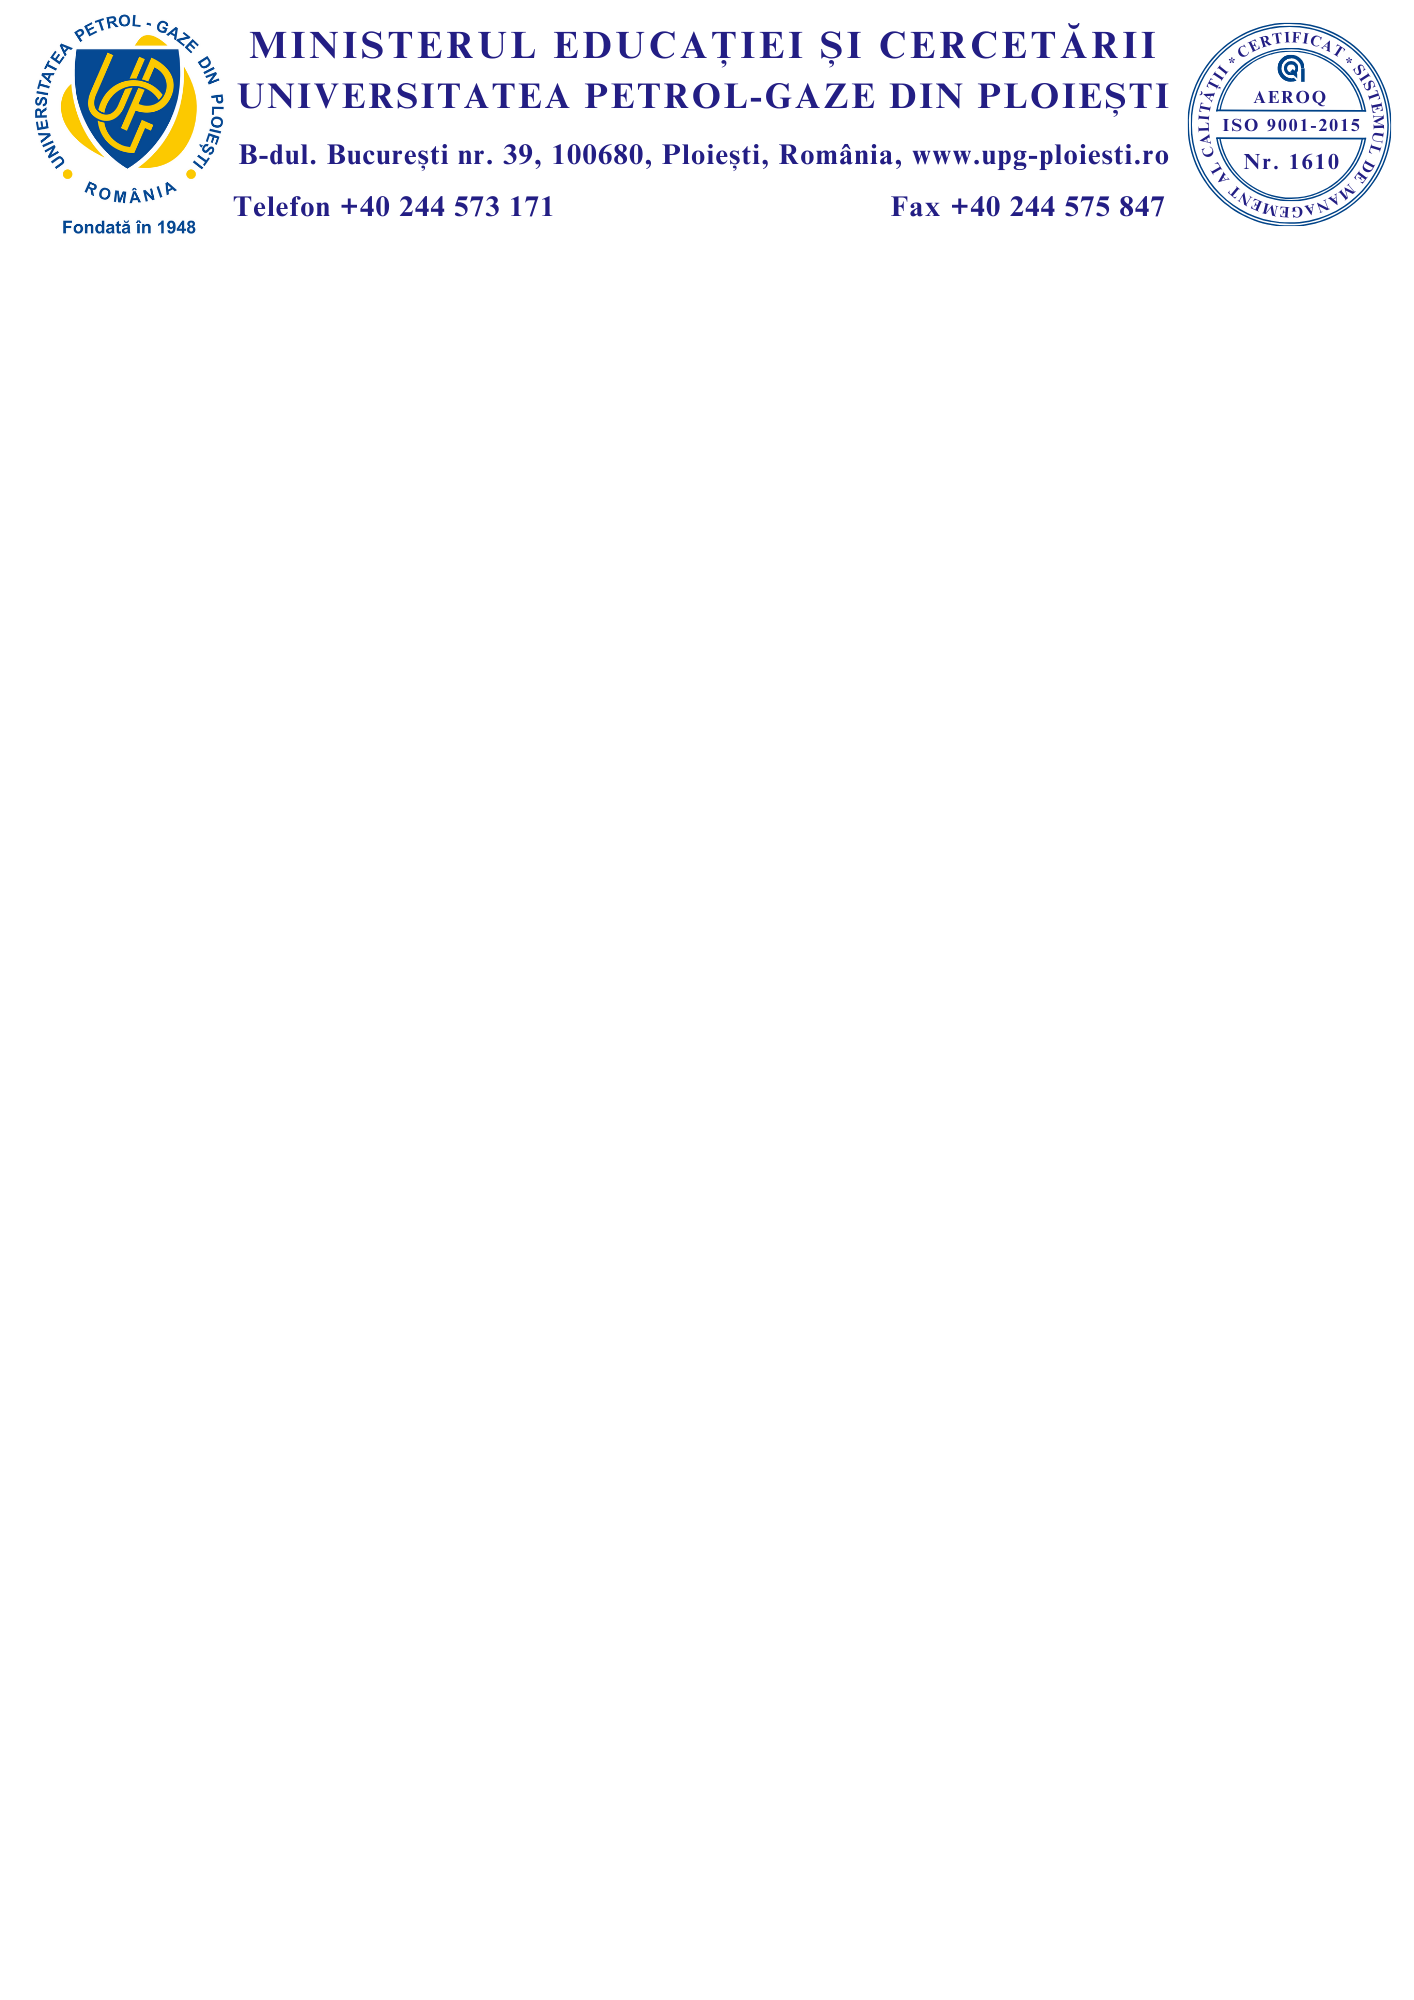 UNIVERSITATEA PETROL - GAZE DIN PLOIEȘTI
ROMÂNIA
Fondată în 1948
MINISTERUL EDUCAȚIEI ȘI CERCETĂRII
UNIVERSITATEA PETROL-GAZE DIN PLOIEȘTI
B-dul. București nr. 39, 100680, Ploiești, România, www.upg-ploiesti.ro
Telefon +40 244 573 171 Fax +40 244 575 847
* CERTIFICAT * SISTEMUL DE MANAGEMENT AL CALITĂȚII
AEROQ
ISO 9001-2015
Nr. 1610